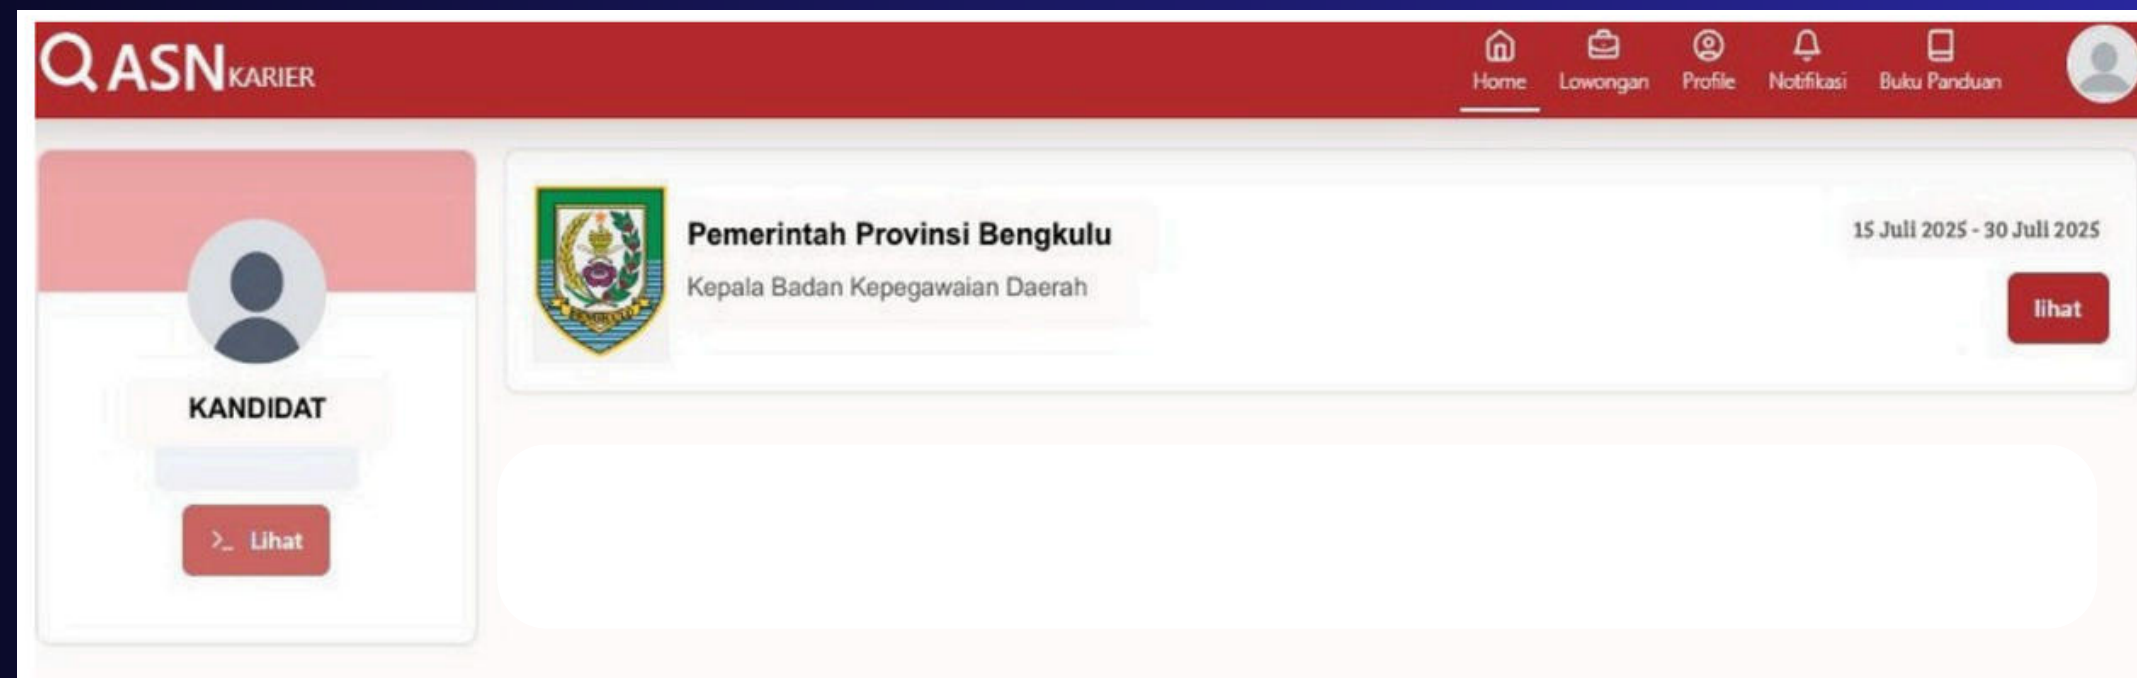 ASN KARIER
Home Lowongan Profile Notifikasi Buku Panduan
KANDIDAT
>_ Lihat
BENGKULU
Pemerintah Provinsi Bengkulu
Kepala Badan Kepegawaian Daerah
15 Juli 2025 - 30 Juli 2025
lihat